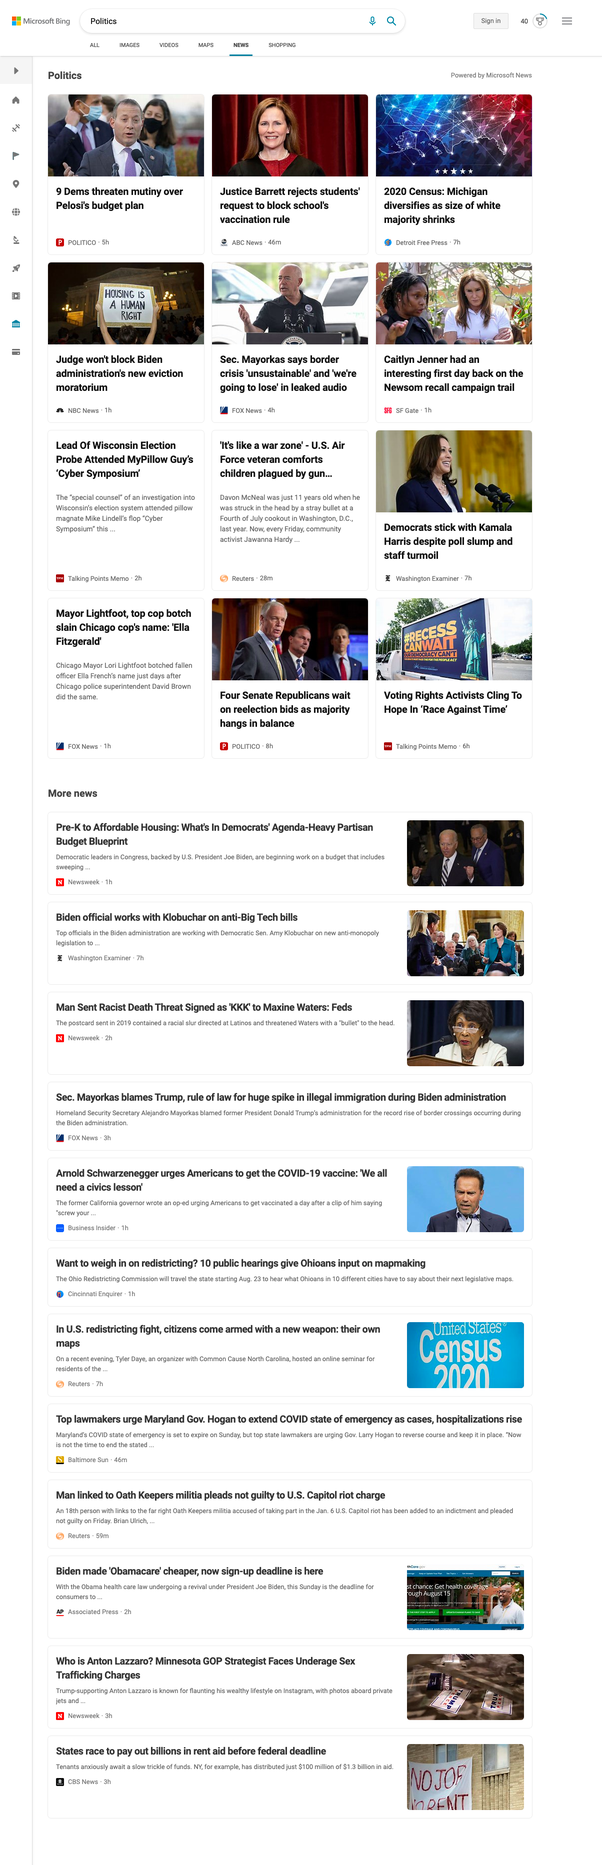 Microsoft Bing
Politics
Sign in
40
ALL IMAGES VIDEOS MAPS NEWS SHOPPING
Politics
Powered by Microsoft News
9 Dems threaten mutiny over
Pelosi's budget plan
POLITICO · 5h
Justice Barrett rejects students'
request to block school's
vaccination rule
ABC News · 46m
2020 Census: Michigan
diversifies as size of white
majority shrinks
Detroit Free Press · 7h
HOUSING IS
A HUMAN
RIGHT
Judge won't block Biden
administration's new eviction
moratorium
NBC News · 1h
Sec. Mayorkas says border
crisis 'unsustainable' and 'we're
going to lose' in leaked audio
FOX News · 4h
Caitlyn Jenner had an
interesting first day back on the
Newsom recall campaign trail
SF Gate · 1h
Lead Of Wisconsin Election
Probe Attended MyPillow Guy's
'Cyber Symposium'
The "special counsel" of an investigation into
Wisconsin's election system attended pillow
magnate Mike Lindell's flop "Cyber
Symposium" this ...
Talking Points Memo · 2h
'It's like a war zone' - U.S. Air
Force veteran comforts
children plagued by gun...
Davon McNeal was just 11 years old when he
was struck in the head by a stray bullet at a
Fourth of July cookout in Washington, D.C.,
last year. Now, every Friday, community
activist Jawanna Hardy ...
Reuters · 28m
Democrats stick with Kamala
Harris despite poll slump and
staff turmoil
Washington Examiner · 7h
Mayor Lightfoot, top cop botch
slain Chicago cop's name: 'Ella
Fitzgerald'
Chicago Mayor Lori Lightfoot botched fallen
officer Ella French's name just days after
Chicago police superintendent David Brown
did the same.
FOX News · 1h
Four Senate Republicans wait
on reelection bids as majority
hangs in balance
POLITICO · 8h
#RECESS
CAN WAIT
DEMOCRACY CAN'T
Voting Rights Activists Cling To
Hope In 'Race Against Time'
Talking Points Memo · 6h
More news
Pre-K to Affordable Housing: What's In Democrats' Agenda-Heavy Partisan
Budget Blueprint
Democratic leaders in Congress, backed by U.S. President Joe Biden, are beginning work on a budget that includes
sweeping ...
Newsweek · 1h
Biden official works with Klobuchar on anti-Big Tech bills
Top officials in the Biden administration are working with Democratic Sen. Amy Klobuchar on new anti-monopoly
legislation to ...
Washington Examiner · 7h
Man Sent Racist Death Threat Signed as 'KKK' to Maxine Waters: Feds
The postcard sent in 2019 contained a racial slur directed at Latinos and threatened Waters with a "bullet" to the head.
Newsweek · 2h
Sec. Mayorkas blames Trump, rule of law for huge spike in illegal immigration during Biden administration
Homeland Security Secretary Alejandro Mayorkas blamed former President Donald Trump's administration for the record rise of border crossings occurring during
the Biden administration.
FOX News · 3h
Arnold Schwarzenegger urges Americans to get the COVID-19 vaccine: 'We all
need a civics lesson'
The former California governor wrote an op-ed urging Americans to get vaccinated a day after a clip of him saying
"screw your ...
Business Insider · 1h
Want to weigh in on redistricting? 10 public hearings give Ohioans input on mapmaking
The Ohio Redistricting Commission will travel the state starting Aug. 23 to hear what Ohioans in 10 different cities have to say about their next legislative maps.
Cincinnati Enquirer · 1h
In U.S. redistricting fight, citizens come armed with a new weapon: their own
maps
On a recent evening, Tyler Daye, an organizer with Common Cause North Carolina, hosted an online seminar for
residents of the ...
Reuters · 7h
United States
Census
2020
Top lawmakers urge Maryland Gov. Hogan to extend COVID state of emergency as cases, hospitalizations rise
Maryland's COVID state of emergency is set to expire on Sunday, but top state lawmakers are urging Gov. Larry Hogan to reverse course and keep it in place. "Now
is not the time to end the stated ...
Baltimore Sun · 46m
Man linked to Oath Keepers militia pleads not guilty to U.S. Capitol riot charge
An 18th person with links to the far right Oath Keepers militia accused of taking part in the Jan. 6 U.S. Capitol riot has been added to an indictment and pleaded
not guilty on Friday. Brian Ulrich, ...
Reuters · 59m
Biden made 'Obamacare' cheaper, now sign-up deadline is here
With the Obama health care law undergoing a revival under President Joe Biden, this Sunday is the deadline for
consumers to ...
Associated Press · 2h
st chance: Get health coverage
rough August 15
Who is Anton Lazzaro? Minnesota GOP Strategist Faces Underage Sex
Trafficking Charges
Trump-supporting Anton Lazzaro is known for flaunting his wealthy lifestyle on Instagram, with photos aboard private
jets and ...
Newsweek · 3h
TRUMP
States race to pay out billions in rent aid before federal deadline
Tenants anxiously await a slow trickle of funds. NY, for example, has distributed just $100 million of $1.3 billion in aid.
CBS News · 3h
NO JOB
RENT